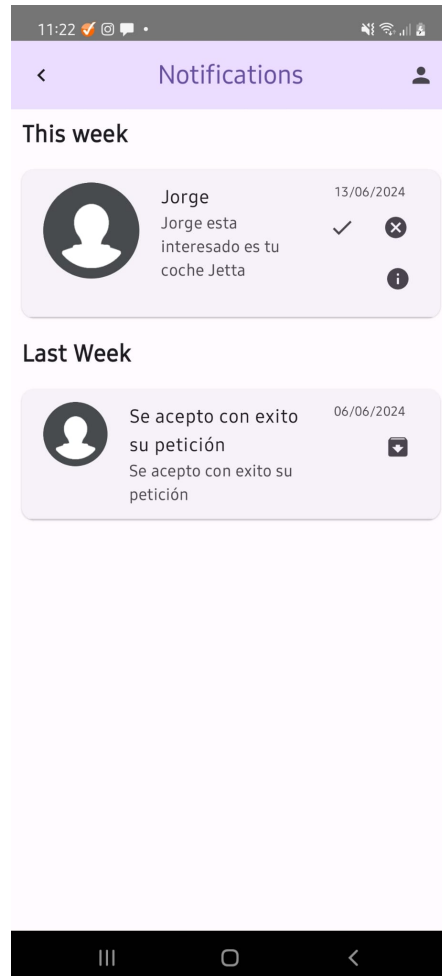 11:22
Notifications
This week
Jorge
13/06/2024
Jorge esta
interesado es tu
coche Jetta
Last Week
Se acepto con exito
su petición
06/06/2024
Se acepto con exito su
petición